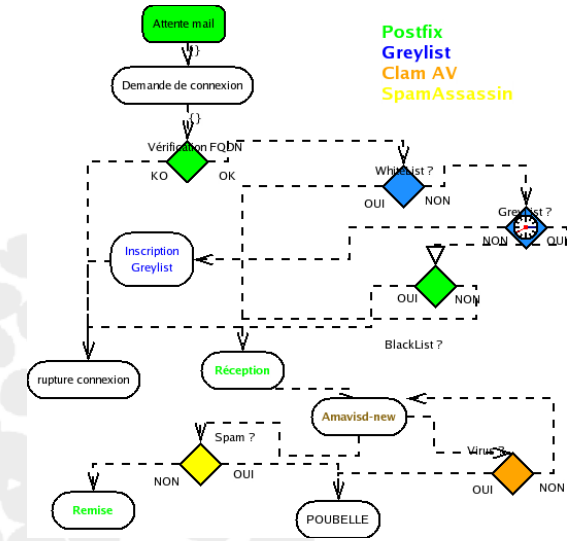 Attente mail
Postfix
Greylist
Clam AV
SpamAssassin
{}
Demande de connexion
{}
Vérification FQDN
KO
OK
WhiteList ?
OUI
NON
GreyList ?
NON
OUI
Inscription
Greylist
OUI
NON
BlackList ?
rupture connexion
Réception
Amavisd-new
Spam ?
NON
OUI
Virus ?
OUI
NON
Remise
POUBELLE